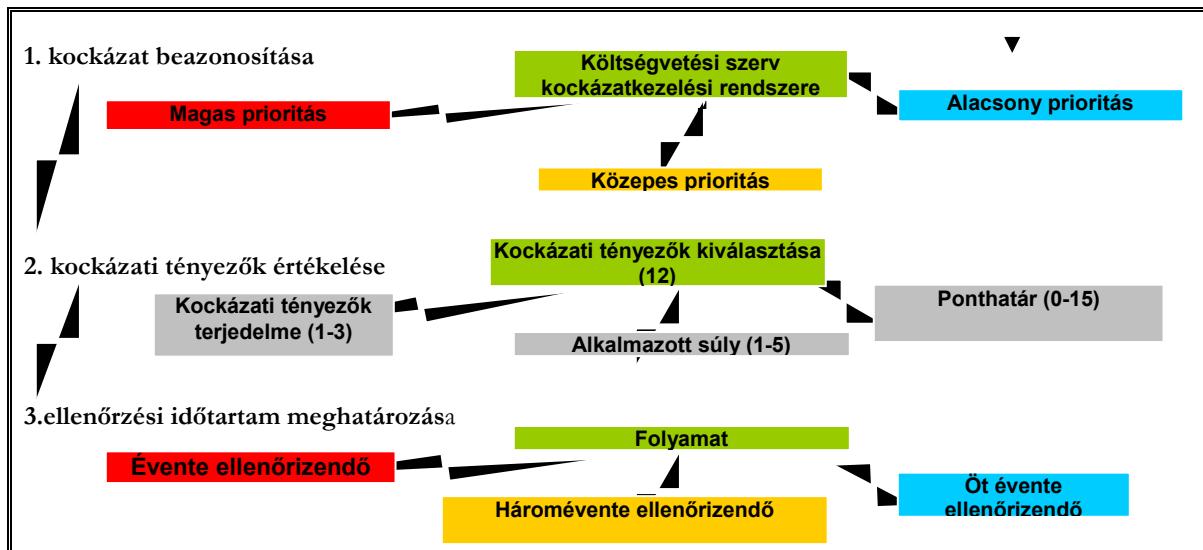 1. kockázat beazonosítása
Költségvetési szerv
kockázatkezelési rendszere
Magas prioritás
Alacsony prioritás
Közepes prioritás
2. kockázati tényezők értékelése
Kockázati tényezők kiválasztása
(12)
Kockázati tényezők
terjedelme (1-3)
Ponthatár (0-15)
Alkalmazott súly (1-5)
3.ellenőrzési időtartam meghatározása
Folyamat
Évente ellenőrizendő
Háromévente ellenőrizendő
Öt évente
ellenőrizendő